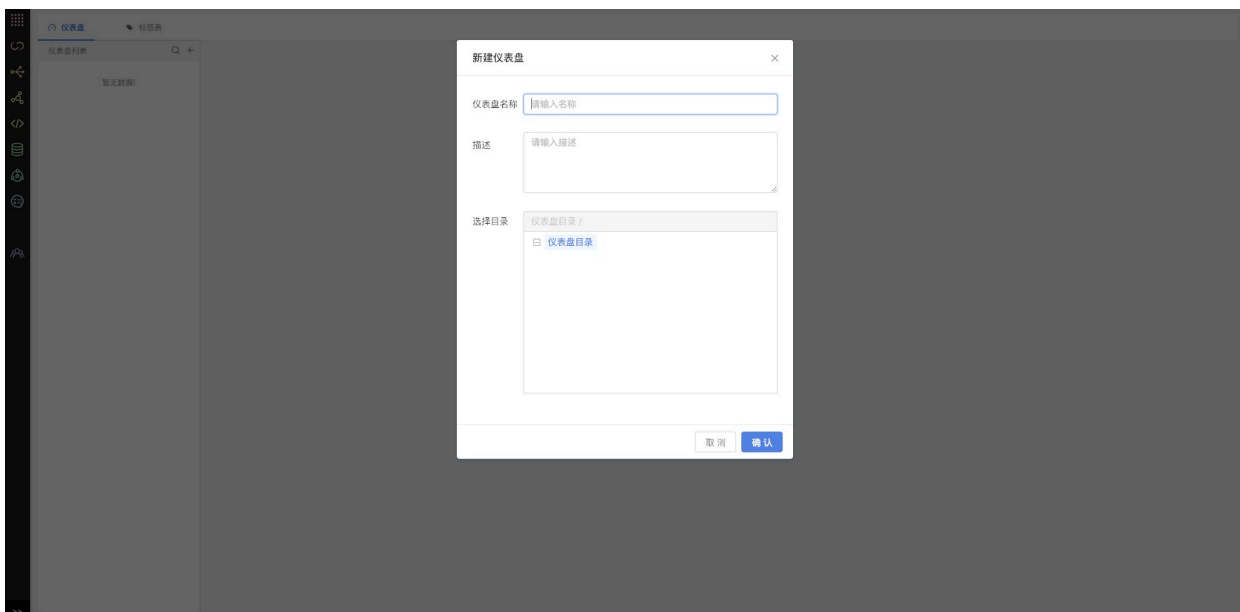 仪表盘
标签表
仪表盘列表
暂无数据!
新建仪表盘
仪表盘名称
请输入名称
描述
请输入描述
选择目录
仪表盘目录 /
仪表盘目录
取 消
确 认